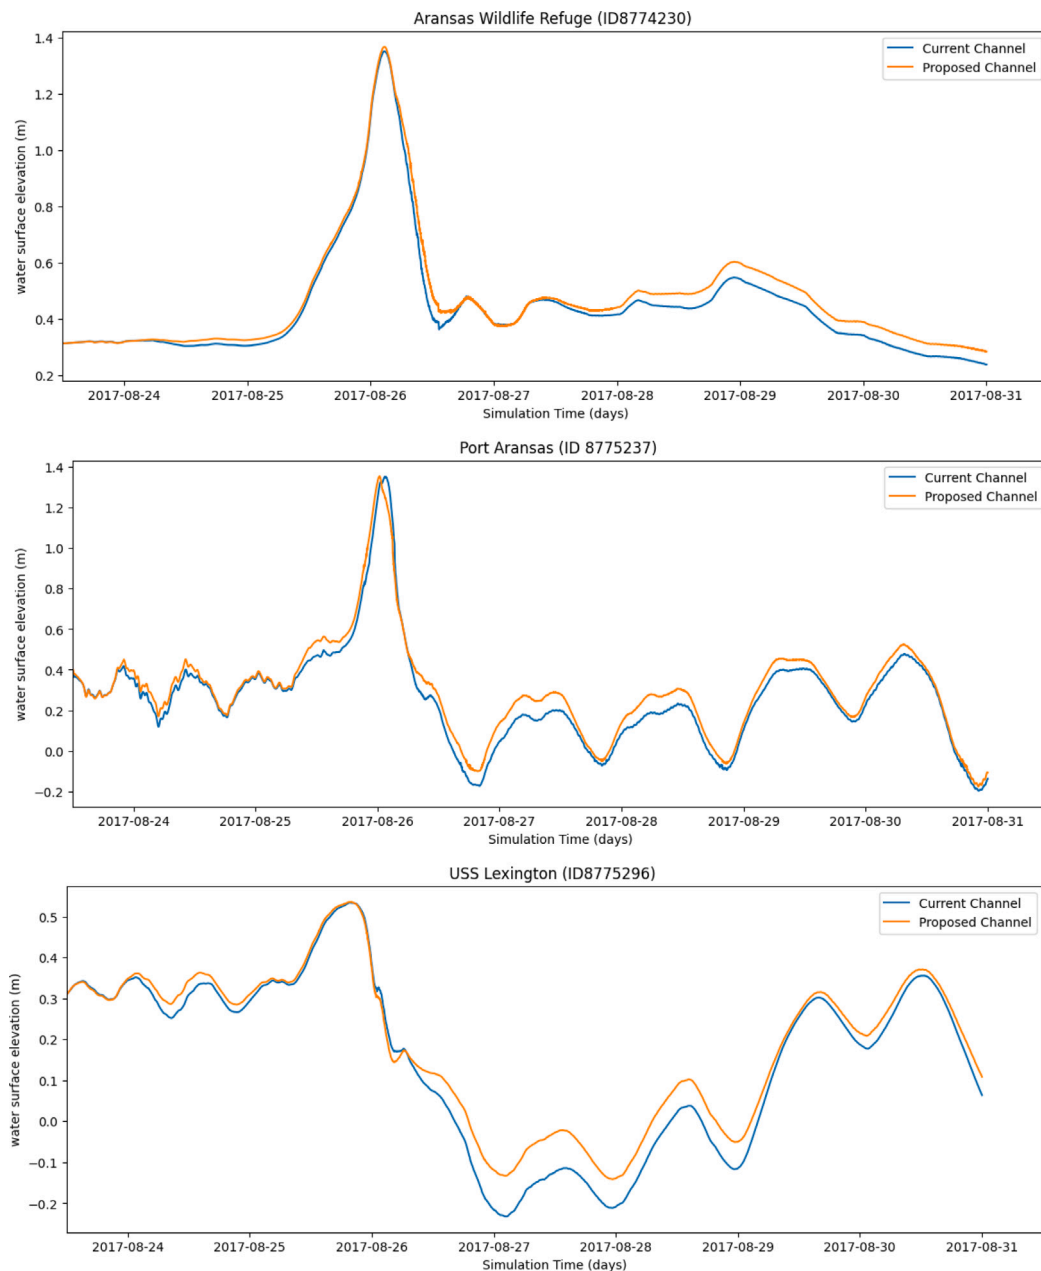 Aransas Wildlife Refuge (ID8774230)
1.4
1.2
1.0
0.8
0.6
0.4
0.2
water surface elevation (m)
Current Channel
Proposed Channel
2017-08-24 2017-08-25 2017-08-26 2017-08-27 2017-08-28 2017-08-29 2017-08-30 2017-08-31
Simulation Time (days)
Port Aransas (ID 8775237)
1.4
1.2
1.0
0.8
0.6
0.4
0.2
0.0
−0.2
water surface elevation (m)
Current Channel
Proposed Channel
2017-08-24 2017-08-25 2017-08-26 2017-08-27 2017-08-28 2017-08-29 2017-08-30 2017-08-31
Simulation Time (days)
USS Lexington (ID8775296)
0.5
0.4
0.3
0.2
0.1
0.0
−0.1
−0.2
water surface elevation (m)
Current Channel
Proposed Channel
2017-08-24 2017-08-25 2017-08-26 2017-08-27 2017-08-28 2017-08-29 2017-08-30 2017-08-31
Simulation Time (days)